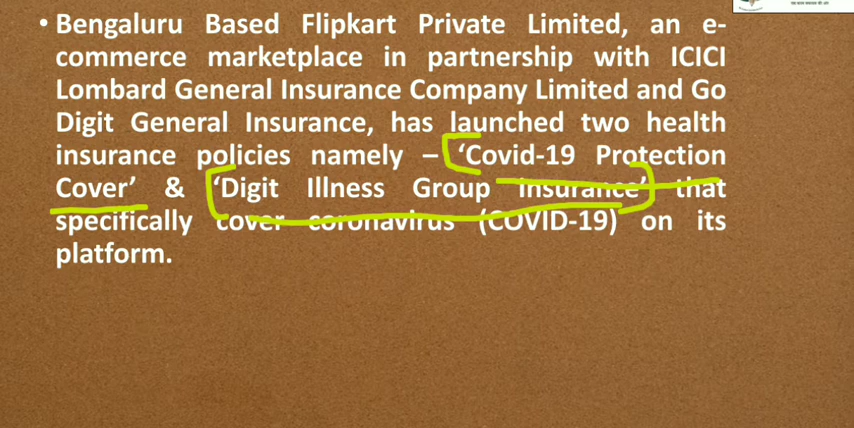 • Bengaluru Based Flipkart Private Limited, an e-
commerce marketplace in partnership with ICICI
Lombard General Insurance Company Limited and Go
Digit General Insurance, has launched two health
insurance policies namely – ‘Covid-19 Protection
Cover’ & ‘Digit Illness Group Insurance’ that
specifically cover coronavirus (COVID-19) on its
platform.